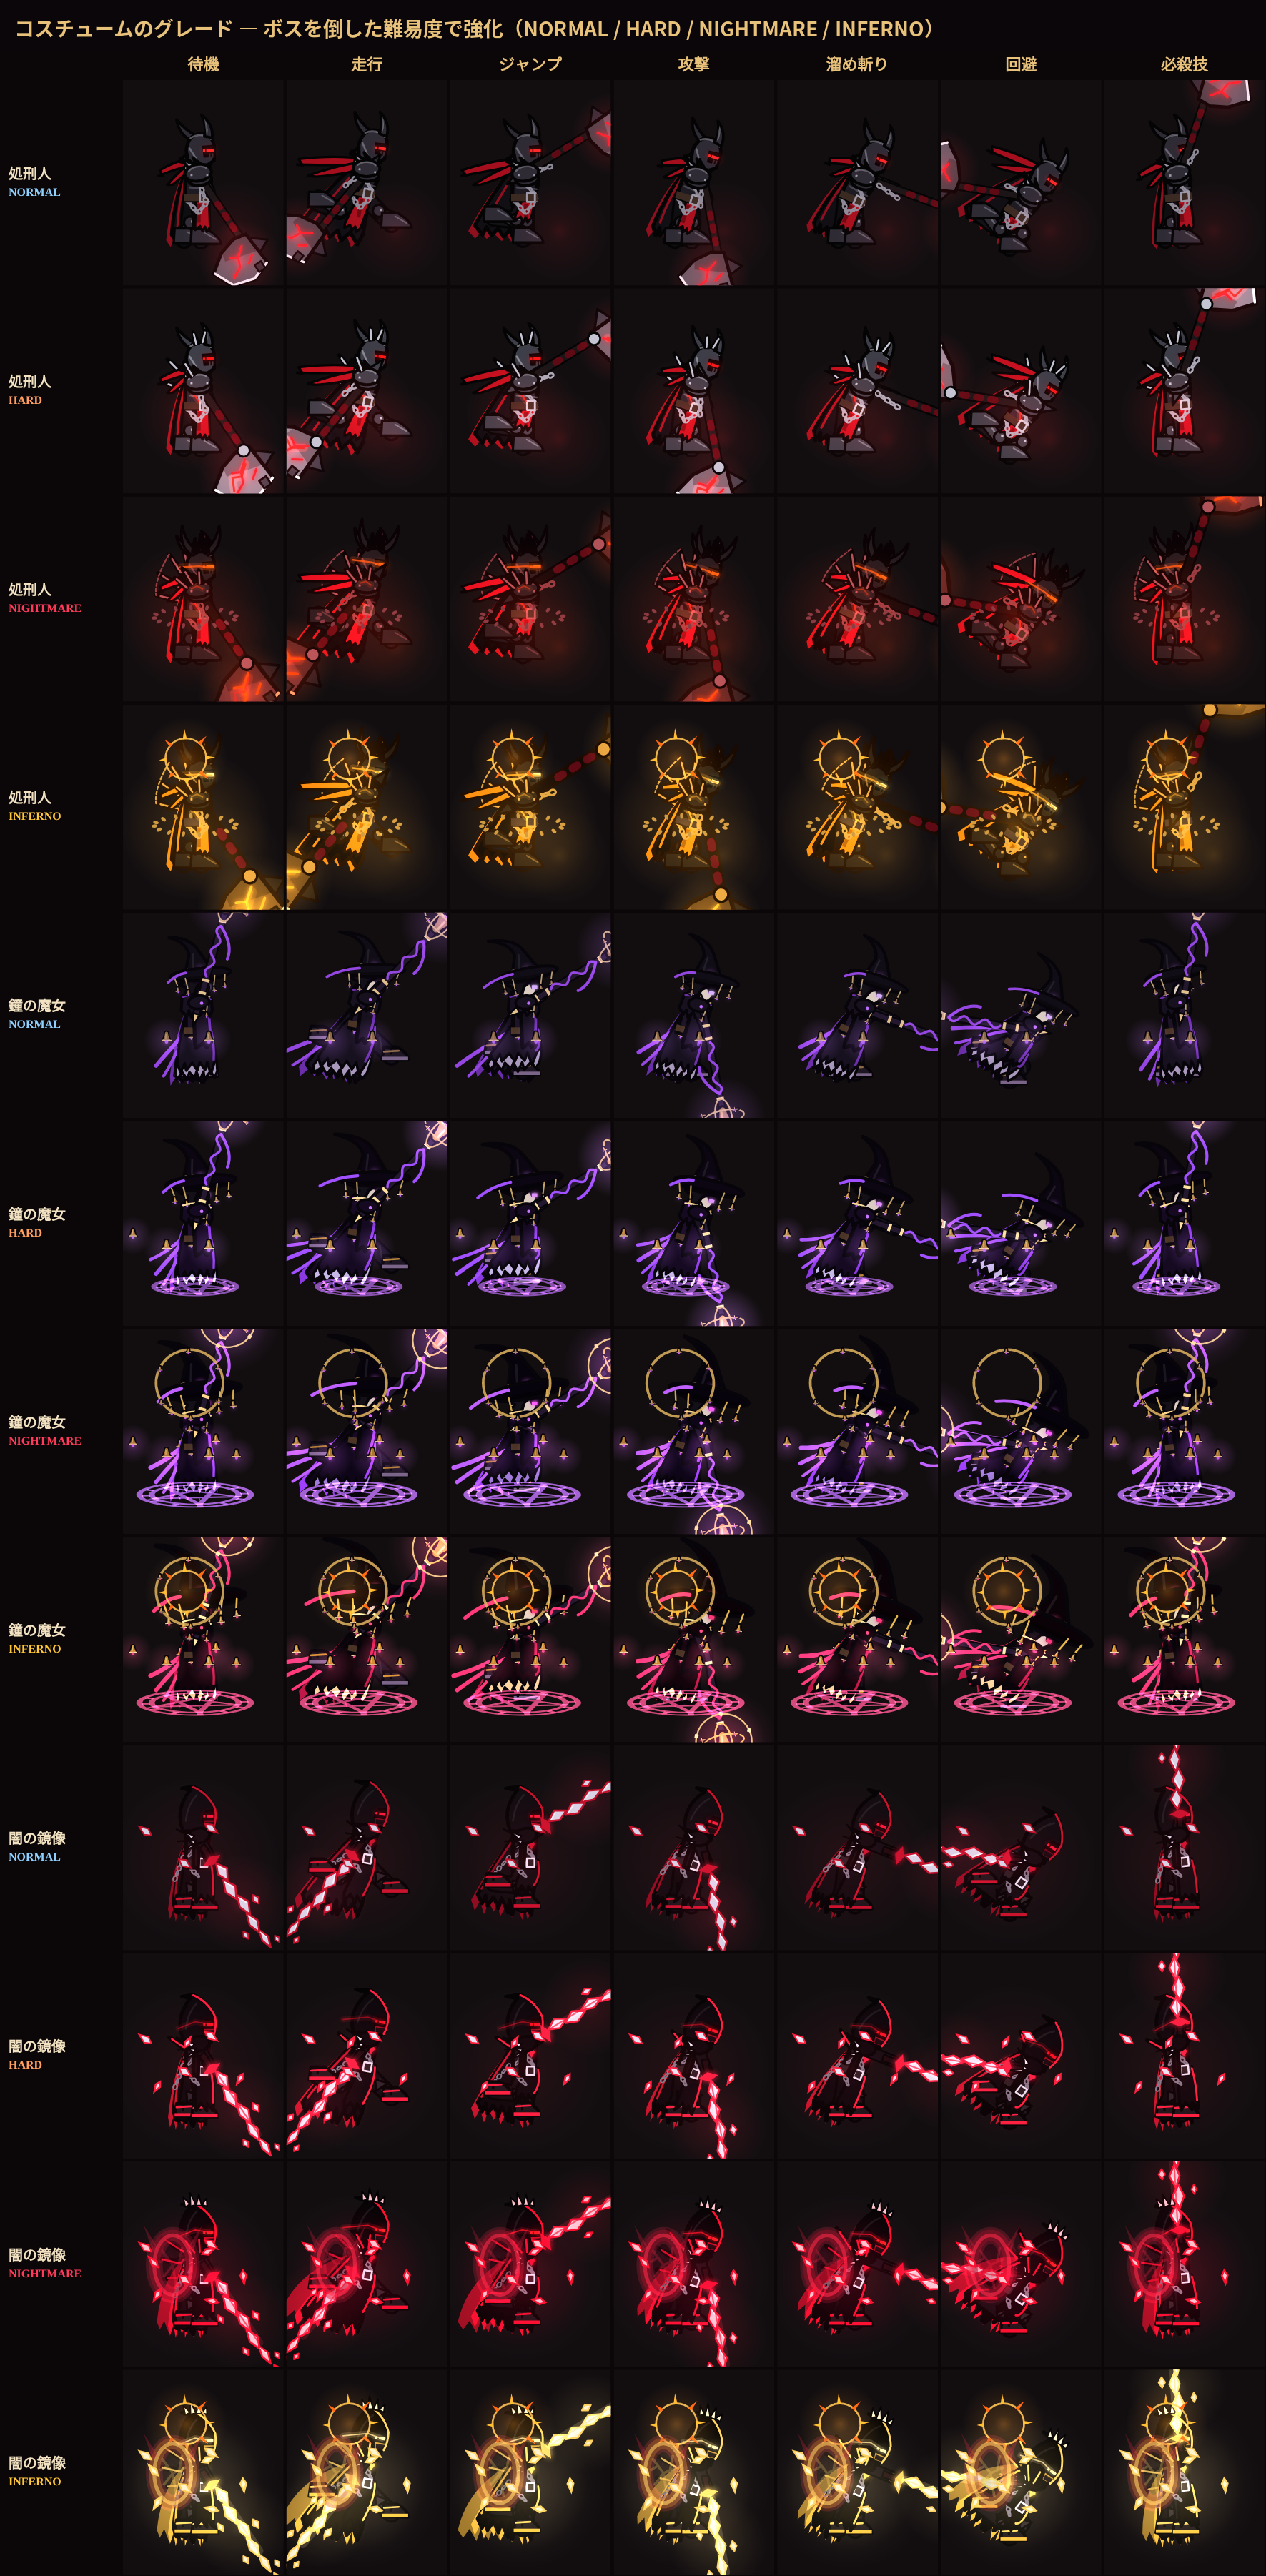 コスチュームのグレード — ボスを倒した難易度で強化（NORMAL / HARD / NIGHTMARE / INFERNO）
待機 走行 ジャンプ 攻撃 溜め斬り 回避 必殺技
処刑人
NORMAL
処刑人
HARD
処刑人
NIGHTMARE
処刑人
INFERNO
鐘の魔女
NORMAL
鐘の魔女
HARD
鐘の魔女
NIGHTMARE
鐘の魔女
INFERNO
闇の鏡像
NORMAL
闇の鏡像
HARD
闇の鏡像
NIGHTMARE
闇の鏡像
INFERNO